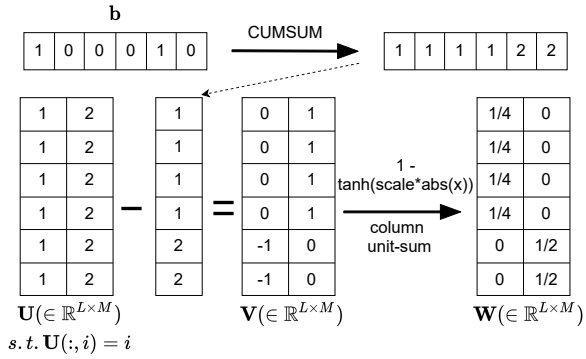 b
1 0 0 0 1 0
CUMSUM
1 1 1 1 2 2
1 2 1 0 1 1/4 0
1 2 1 0 1 1/4 0
1 2 1 0 1 1/4 0
1 2 1 0 1 1/4 0
1 2 2 -1 0 0 1/2
1 2 2 -1 0 0 1/2
− =
1 -
tanh(scale*abs(x))
column
unit-sum
U(∈ ℝ^{L×M}) V(∈ ℝ^{L×M}) W(∈ ℝ^{L×M})
s.t. U(:, i) = i